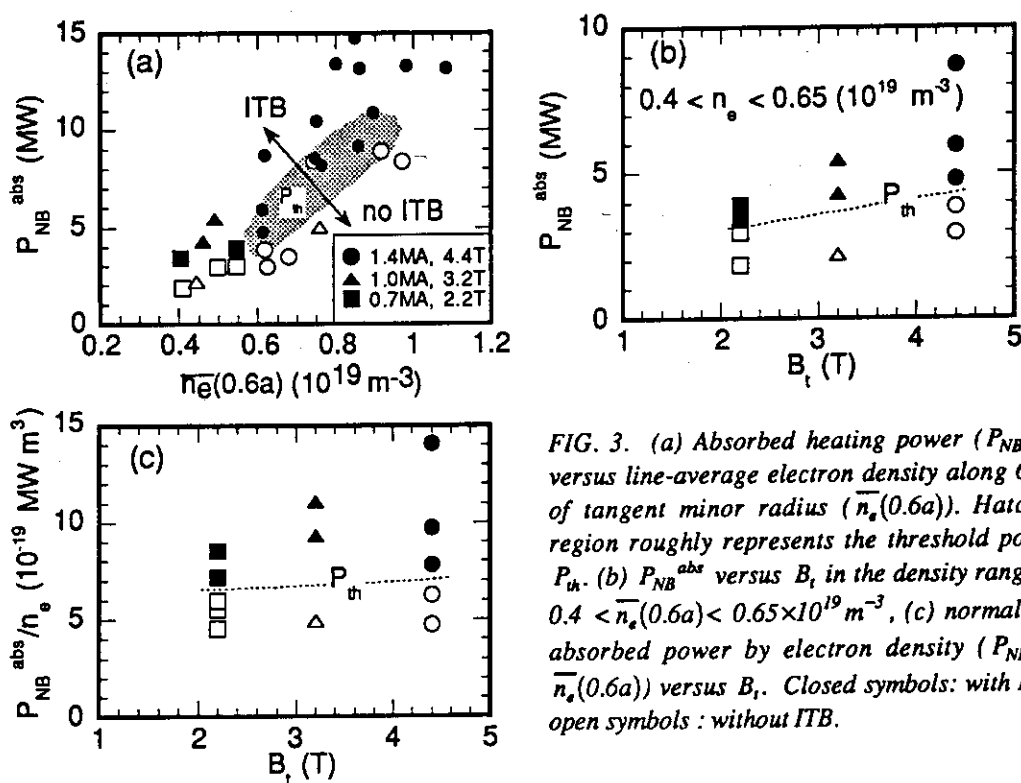 (a)
15
10
5
0
P_NB^abs (MW)
ITB
P_th
no ITB
● 1.4MA, 4.4T
▲ 1.0MA, 3.2T
■ 0.7MA, 2.2T
0.2 0.4 0.6 0.8 1 1.2
n̅e̅(0.6a) (10^19 m^-3)
(b)
10
5
0
P_NB^abs (MW)
0.4 < n_e < 0.65 (10^19 m^-3)
P_th
1 2 3 4 5
B_t (T)
(c)
15
10
5
0
P_NB^abs/n_e (10^-19 MW m^3)
P_th
1 2 3 4 5
B_t (T)
FIG. 3. (a) Absorbed heating power (P_NB
versus line-average electron density along
of tangent minor radius (n̅_e̅(0.6a)). Hatc
region roughly represents the threshold po
P_th. (b) P_NB^abs versus B_t in the density rang
0.4 < n̅_e̅(0.6a) < 0.65×10^19 m^-3, (c) normal
absorbed power by electron density (P_NB
n̅_e̅(0.6a)) versus B_t. Closed symbols: with
open symbols : without ITB.